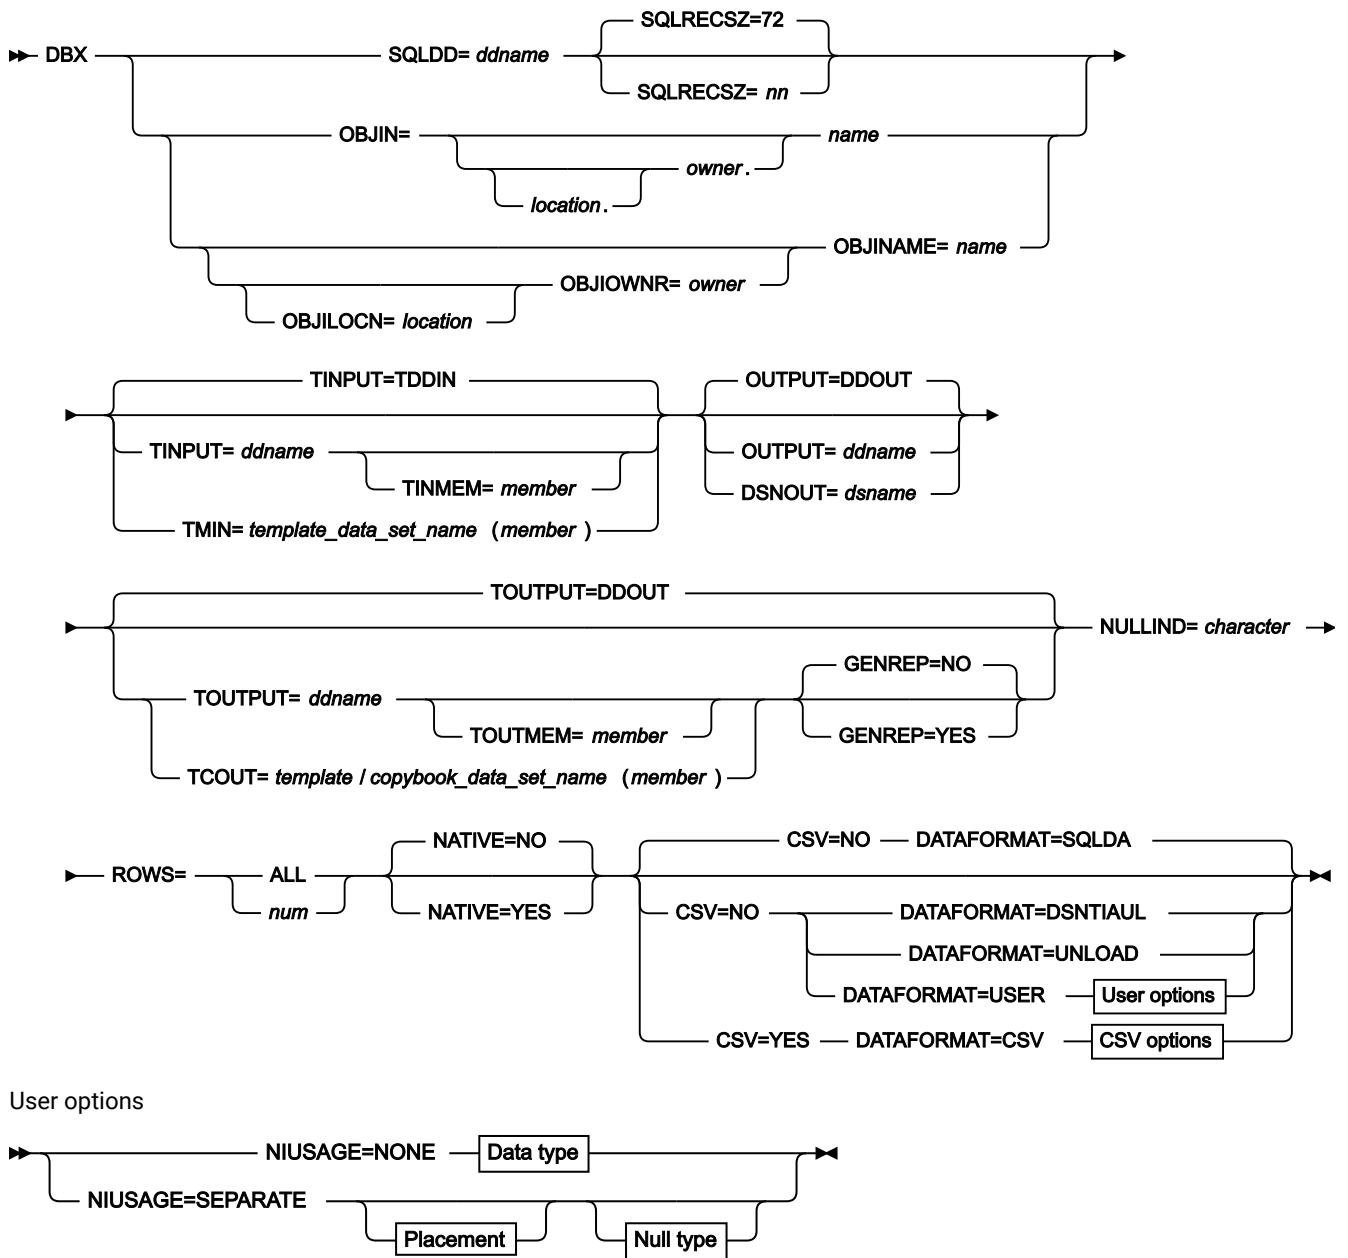 SQLRECSZ=72
DBX SQLDD= ddname
SQLRECSZ= nn
OBJIN= name
owner.
location.
OBJINAME= name
OBJIOWNR= owner
OBJILOCN= location
TINPUT=TDDIN OUTPUT=DDOUT
TINPUT= ddname OUTPUT= ddname
TINMEM= member DSNOUT= dsname
TMIN= template_data_set_name (member )
TOUTPUT=DDOUT
NULLIND= character
GENREP=NO
TOUTPUT= ddname
TOUTMEM= member GENREP=YES
TCOUT= template / copybook_data_set_name (member )
NATIVE=NO CSV=NO DATAFORMAT=SQLDA
ROWS= ALL
num NATIVE=YES CSV=NO DATAFORMAT=DSNTIAUL
DATAFORMAT=UNLOAD
DATAFORMAT=USER User options
CSV=YES DATAFORMAT=CSV CSV options
User options
NIUSAGE=NONE Data type
NIUSAGE=SEPARATE
Placement Null type